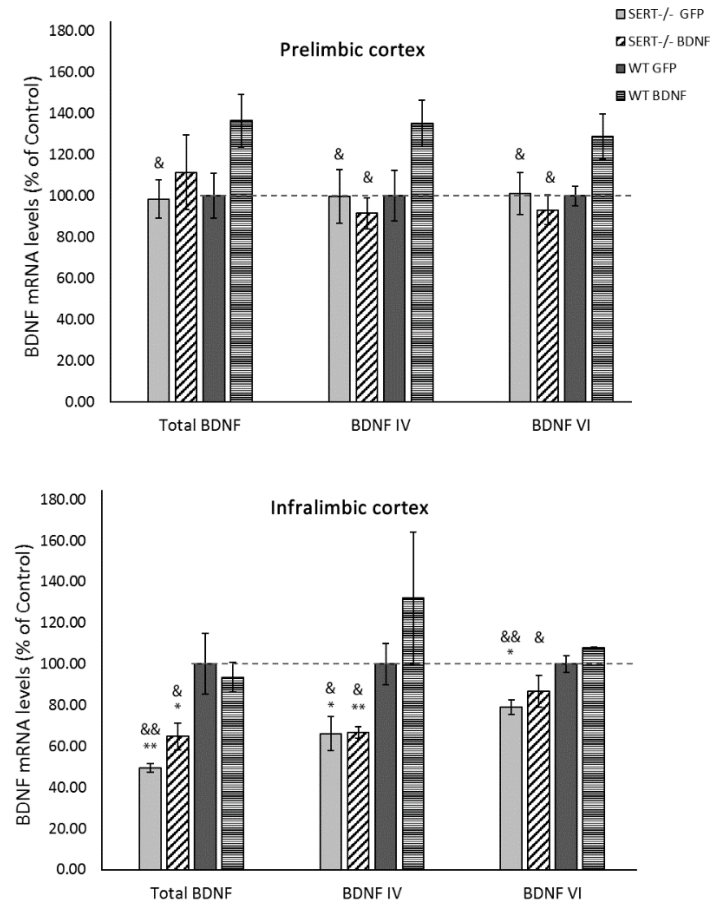 SERT-/- GFP
SERT-/- BDNF
WT GFP
WT BDNF
Prelimbic cortex
BDNF mRNA levels (% of Control)
180.00
160.00
140.00
120.00
100.00
80.00
60.00
40.00
20.00
0.00
&
&
&
&
&
Total BDNF
BDNF IV
BDNF VI
Infralimbic cortex
BDNF mRNA levels (% of Control)
180.00
160.00
140.00
120.00
100.00
80.00
60.00
40.00
20.00
0.00
&&
**
&
*
&
*
&
**
&&
*
&
Total BDNF
BDNF IV
BDNF VI